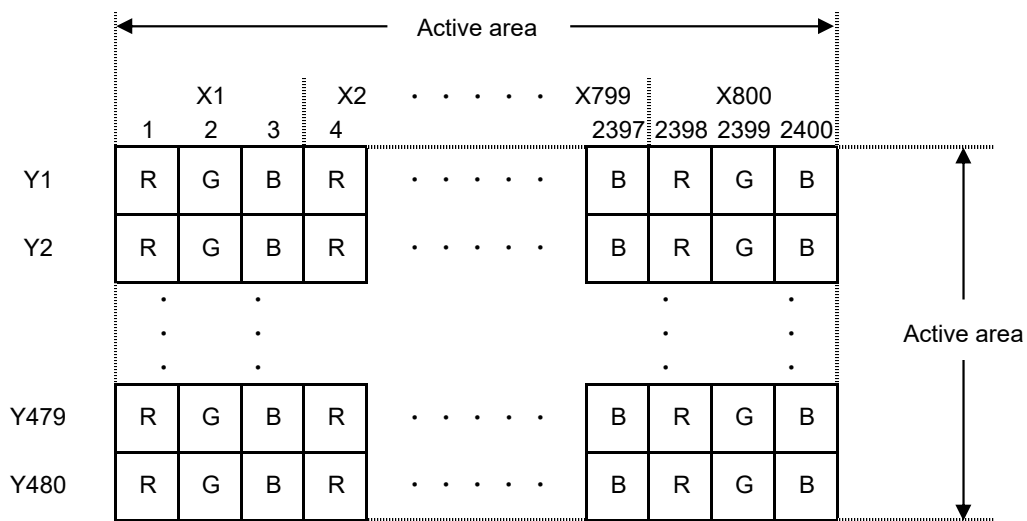 Active area
X1 X2 · · · · · X799 X800
1 2 3 4 2397 2398 2399 2400
Y1 R G B R · · · · · B R G B
Y2 R G B R · · · · · B R G B
· · · ·
· · · ·
Active area
· · · ·
Y479 R G B R · · · · · B R G B
Y480 R G B R · · · · · B R G B